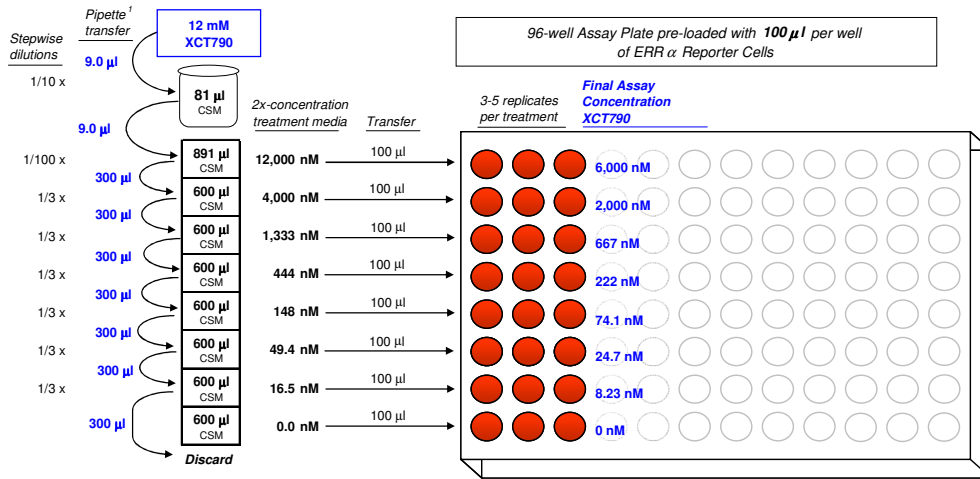 Stepwise
dilutions
Pipette 1
transfer
12 mM
XCT790
9.0 µl
1/10 x
81 µl
CSM
9.0 µl
2x-concentration
treatment media
Transfer
96-well Assay Plate pre-loaded with 100 µl per well
of ERR α Reporter Cells
3-5 replicates
per treatment
Final Assay
Concentration
XCT790
1/100 x
891 µl
CSM
12,000 nM
100 µl
6,000 nM
300 µl
1/3 x
600 µl
CSM
4,000 nM
100 µl
2,000 nM
300 µl
1/3 x
600 µl
CSM
1,333 nM
100 µl
667 nM
300 µl
1/3 x
600 µl
CSM
444 nM
100 µl
222 nM
300 µl
1/3 x
600 µl
CSM
148 nM
100 µl
74.1 nM
300 µl
1/3 x
600 µl
CSM
49.4 nM
100 µl
24.7 nM
300 µl
1/3 x
600 µl
CSM
16.5 nM
100 µl
8.23 nM
300 µl
600 µl
CSM
0.0 nM
100 µl
0 nM
Discard